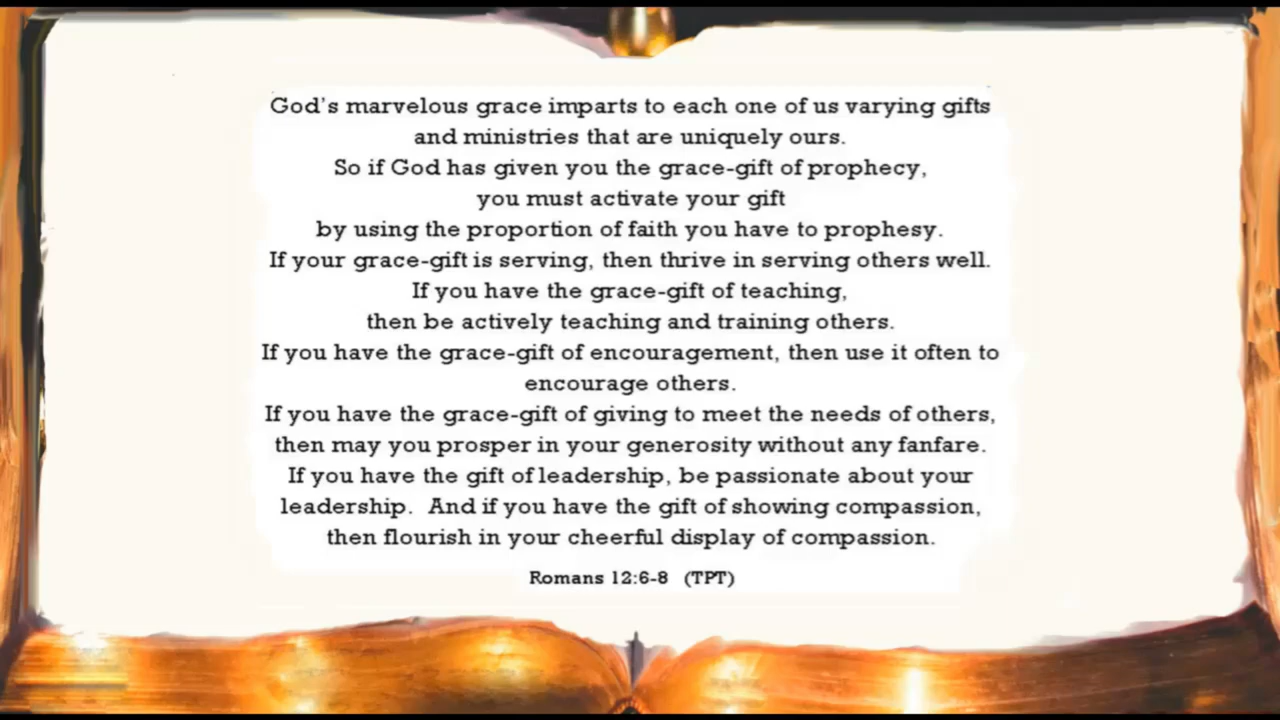 God's marvelous grace imparts to each one of us varying gifts
and ministries that are uniquely ours.
So if God has given you the grace-gift of prophecy,
you must activate your gift
by using the proportion of faith you have to prophesy.
If your grace-gift is serving, then thrive in serving others well.
If you have the grace-gift of teaching,
then be actively teaching and training others.
If you have the grace-gift of encouragement, then use it often to
encourage others.
If you have the grace-gift of giving to meet the needs of others,
then may you prosper in your generosity without any fanfare.
If you have the gift of leadership, be passionate about your
leadership. And if you have the gift of showing compassion,
then flourish in your cheerful display of compassion.
Romans 12:6-8 (TPT)